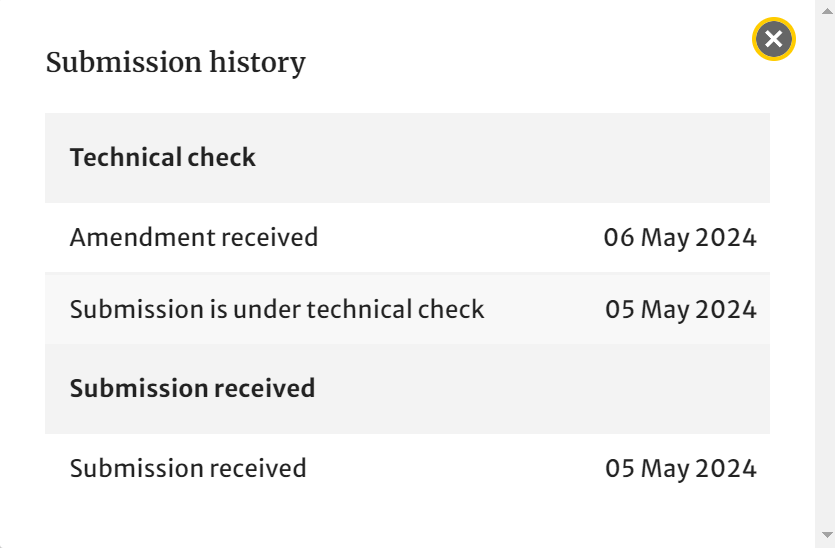 Submission history
Technical check
Amendment received 06 May 2024
Submission is under technical check 05 May 2024
Submission received
Submission received 05 May 2024